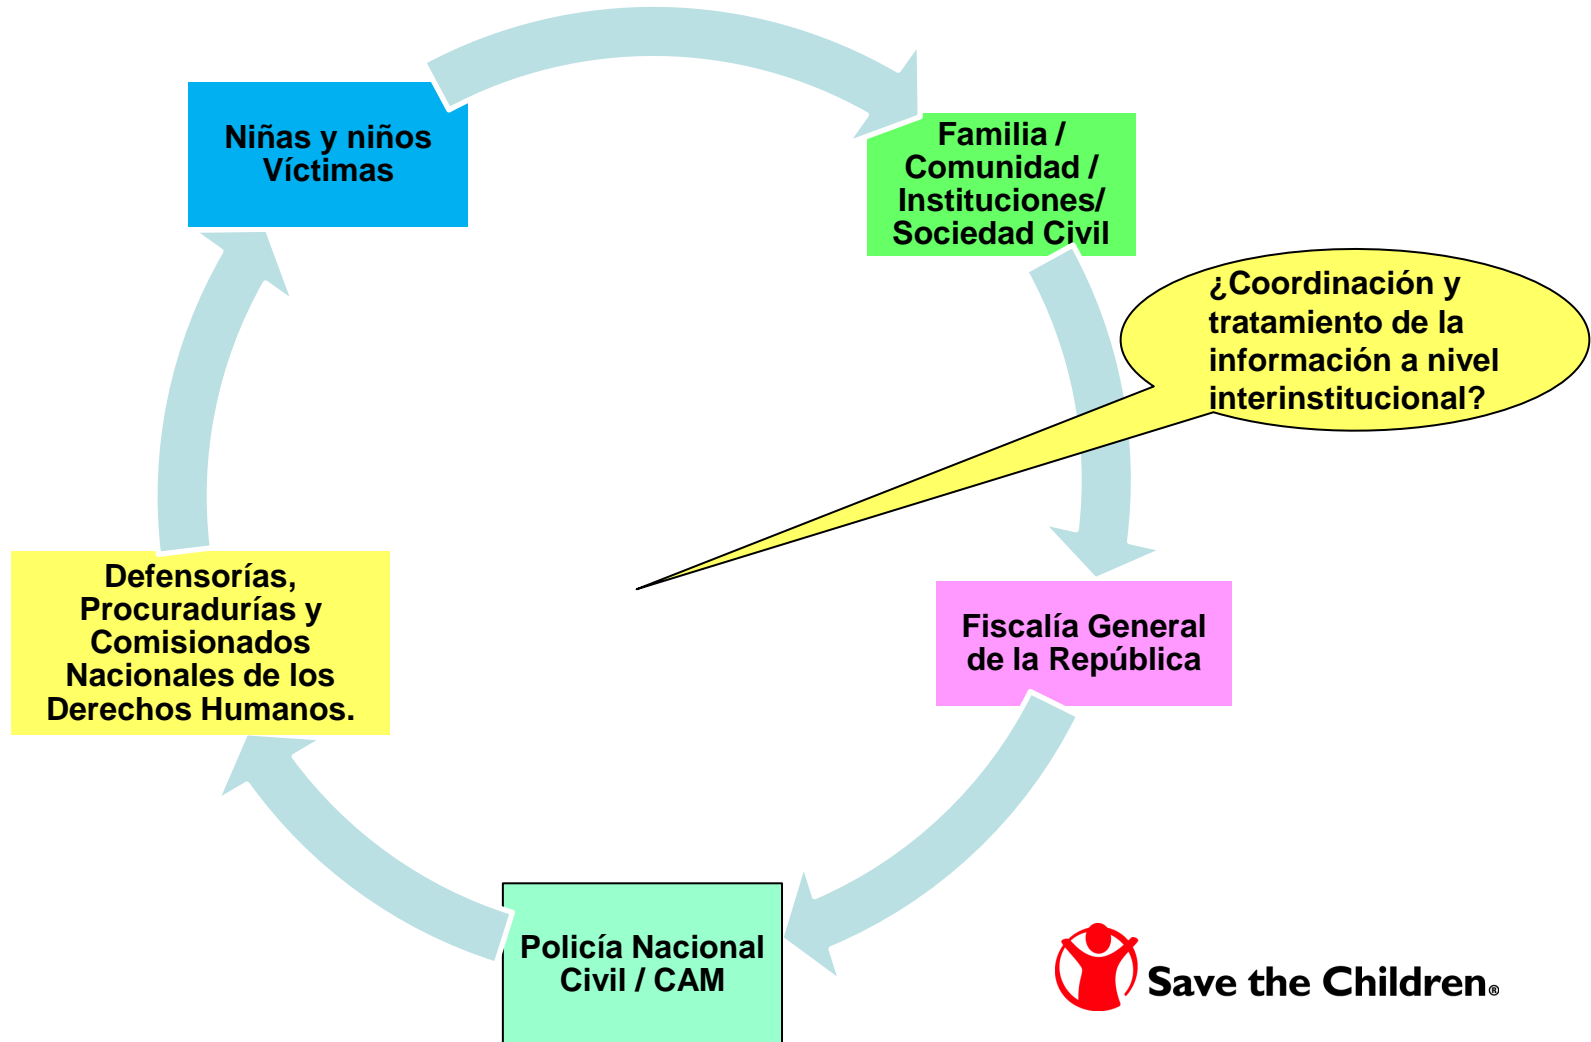 Niñas y niños
Víctimas
Familia /
Comunidad /
Instituciones/
Sociedad Civil
¿Coordinación y
tratamiento de la
información a nivel
interinstitucional?
Fiscalía General
de la República
Policía Nacional
Civil / CAM
Defensorías,
Procuradurías y
Comisionados
Nacionales de los
Derechos Humanos.
Save the Children®